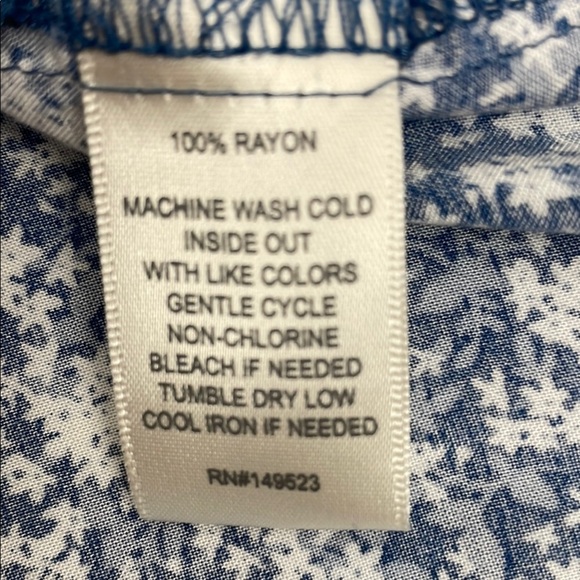 100% RAYON
MACHINE WASH COLD
INSIDE OUT
WITH LIKE COLORS
GENTLE CYCLE
NON-CHLORINE
BLEACH IF NEEDED
TUMBLE DRY LOW
COOL IRON IF NEEDED
RN#149523